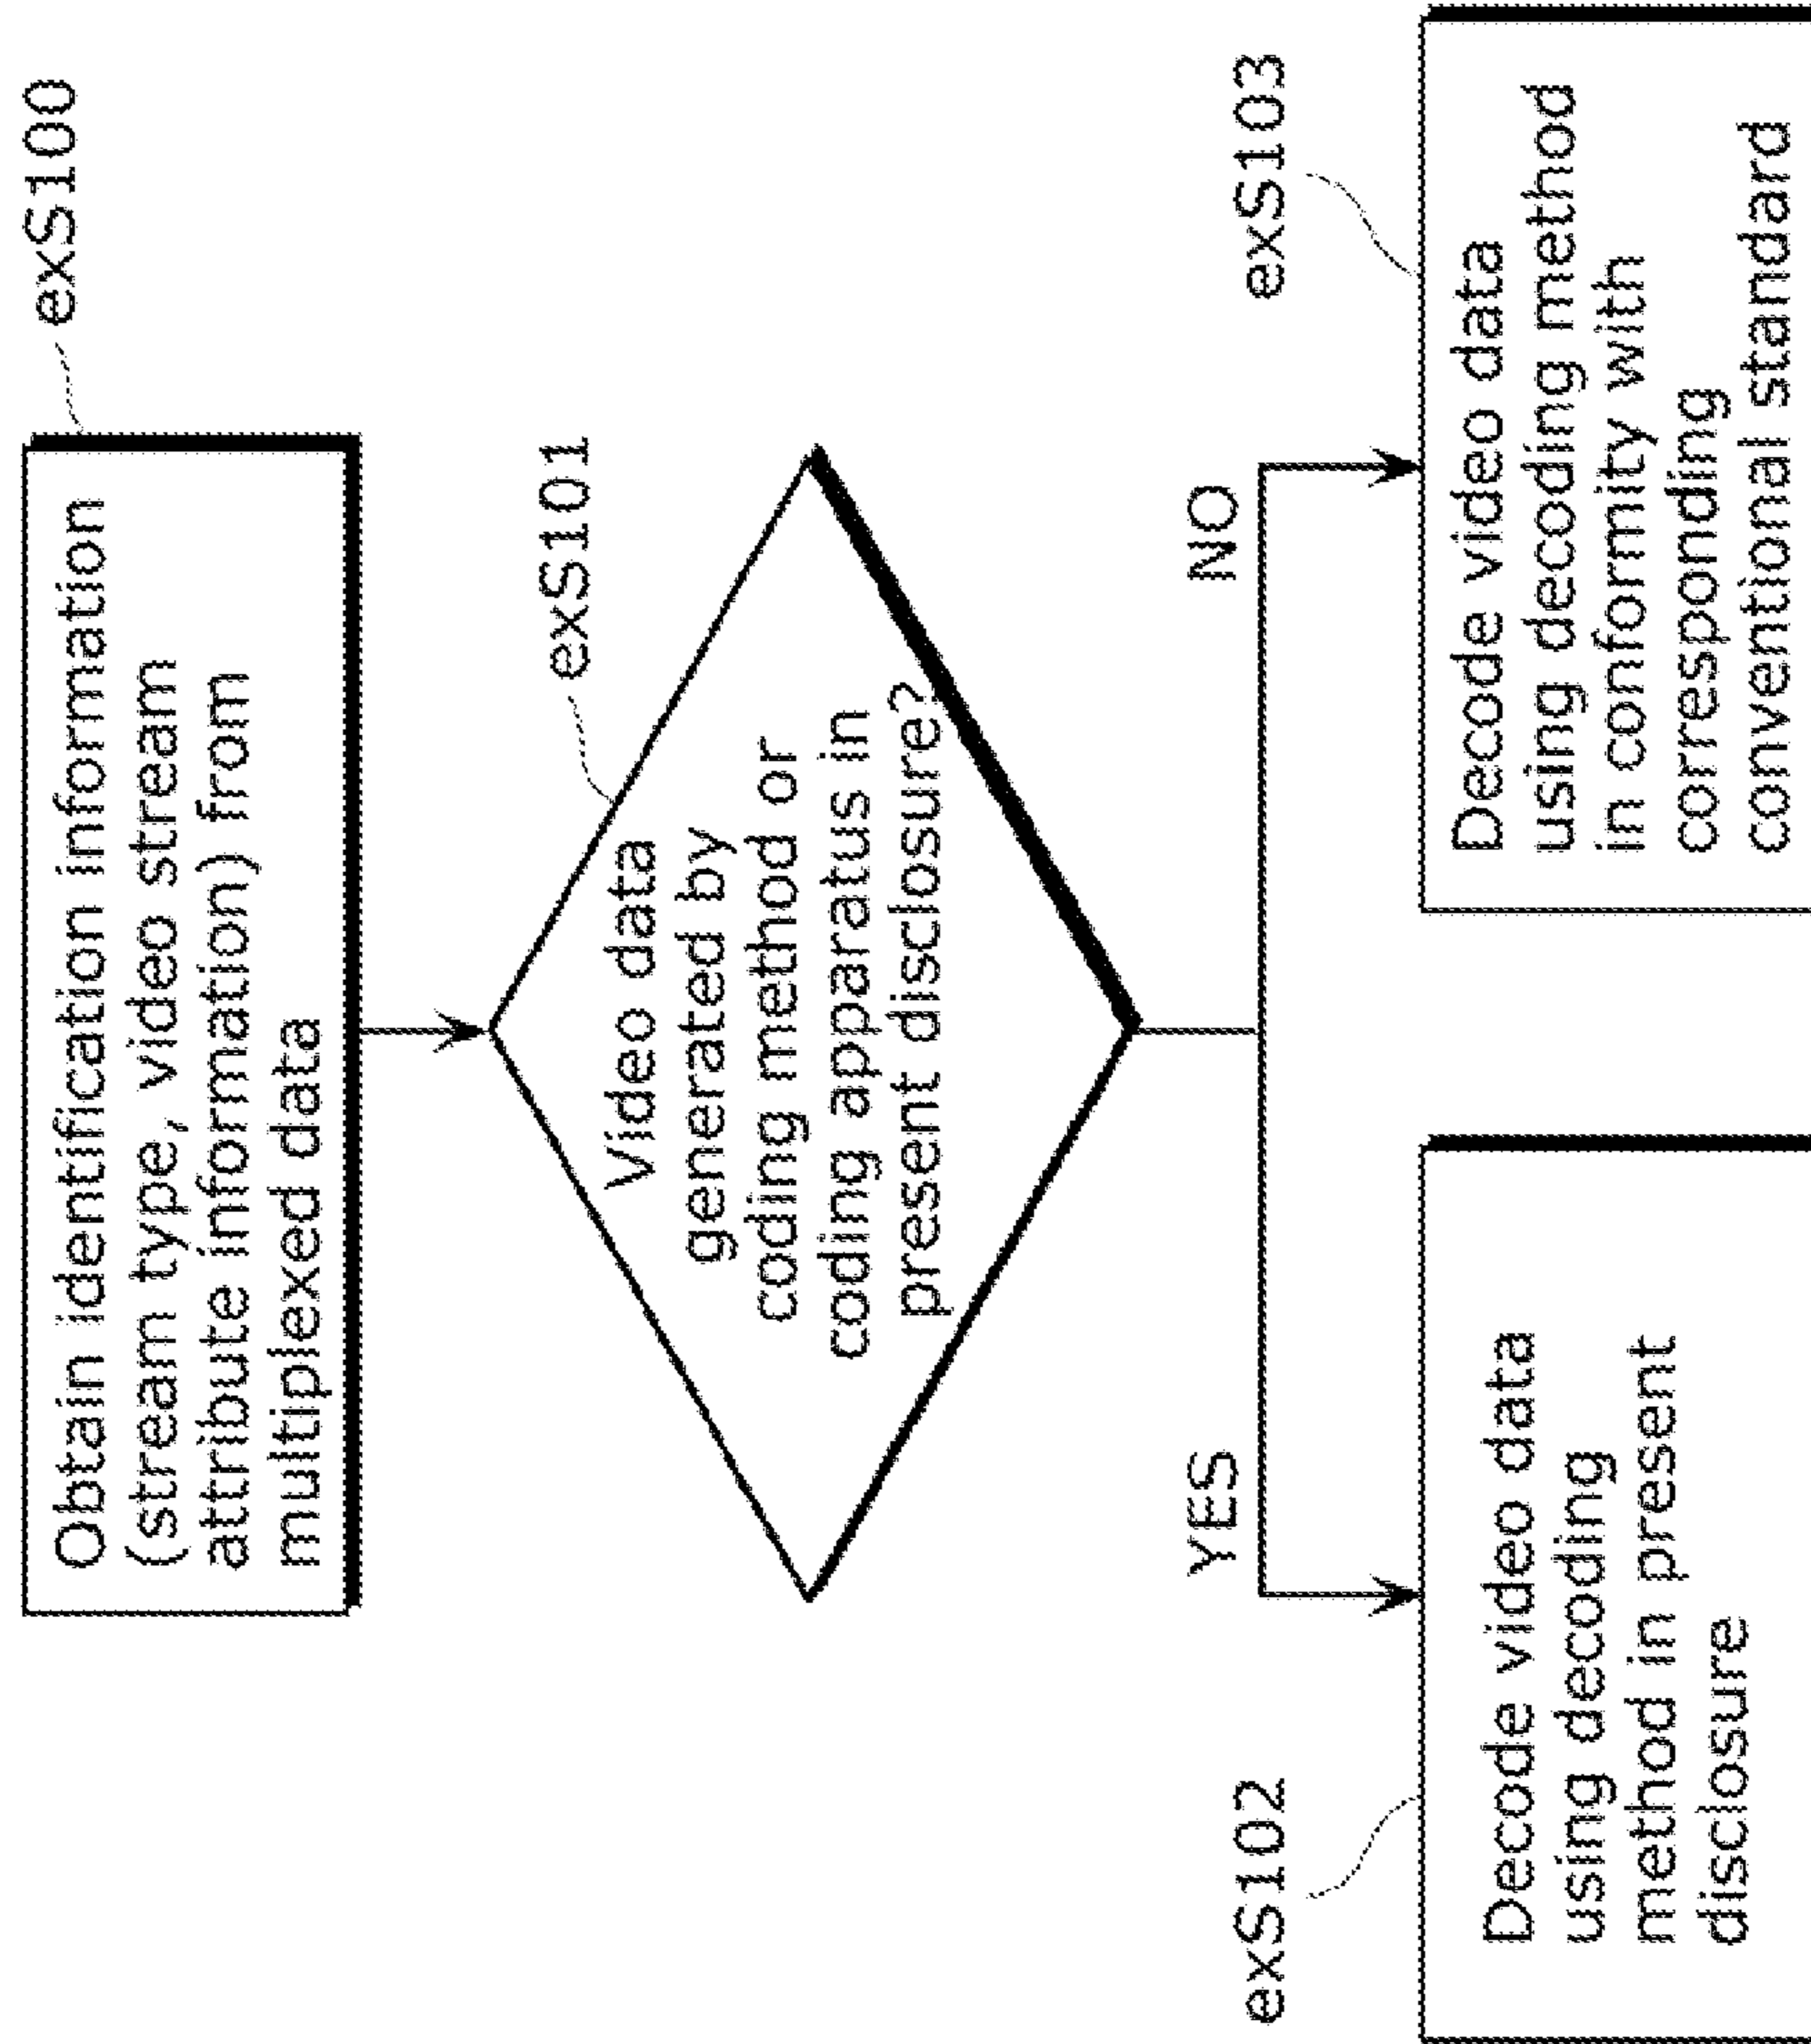 exS100
Obtain identification information
(stream type, video stream
attribute information) from
multiplexed data
exS101
Video data
generated by
coding method or
coding apparatus in
present disclosure?
YES
NO
exS102
Decode video data
using decoding
method in present
disclosure
exS103
Decode video data
using decoding method
in conformity with
corresponding
conventional standard